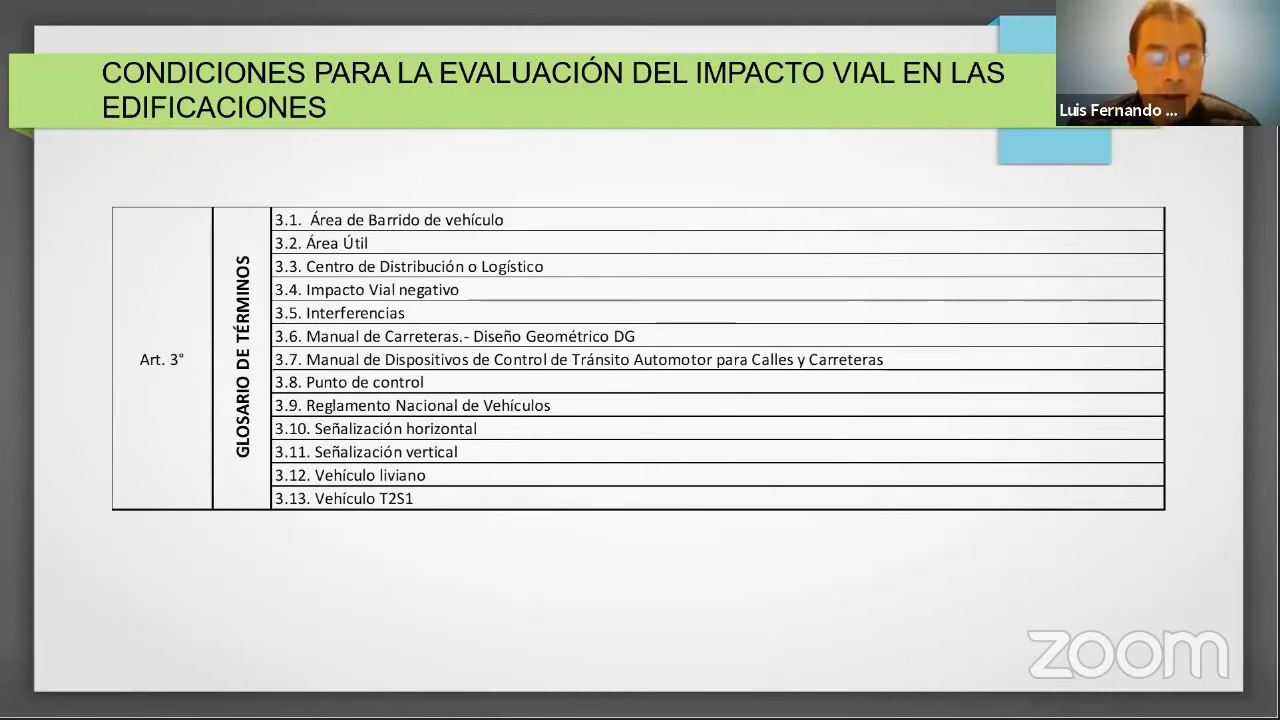 CONDICIONES PARA LA EVALUACIÓN DEL IMPACTO VIAL EN LAS
EDIFICACIONES
Luis Fernando ...
Art. 3°
GLOSARIO DE TÉRMINOS
3.1. Área de Barrido de vehículo
3.2. Área Útil
3.3. Centro de Distribución o Logístico
3.4. Impacto Vial negativo
3.5. Interferencias
3.6. Manual de Carreteras.- Diseño Geométrico DG
3.7. Manual de Dispositivos de Control de Tránsito Automotor para Calles y Carreteras
3.8. Punto de control
3.9. Reglamento Nacional de Vehículos
3.10. Señalización horizontal
3.11. Señalización vertical
3.12. Vehículo liviano
3.13. Vehículo T2S1
zoom